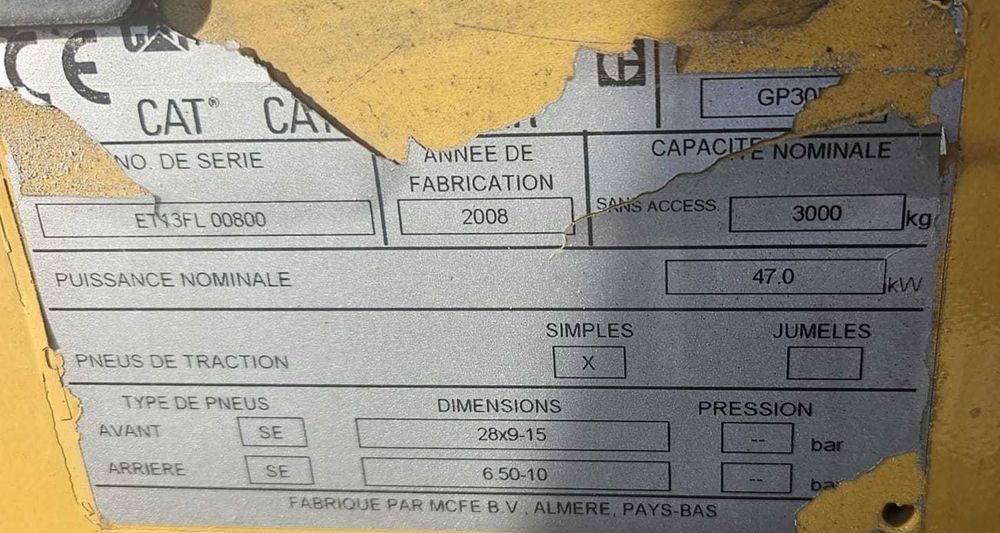 CE
CAT®
GP30
NO. DE SERIE
ANNEE DE FABRICATION
CAPACITE NOMINALE
ET13FL 00800
2008
SANS ACCESS. 3000 kg
PUISSANCE NOMINALE 47.0 kW
SIMPLES JUMELES
PNEUS DE TRACTION X
TYPE DE PNEUS DIMENSIONS PRESSION
AVANT SE 28x9-15 -- bar
ARRIERE SE 6.50-10 --
FABRIQUE PAR MCFE B.V., ALMERE, PAYS-BAS